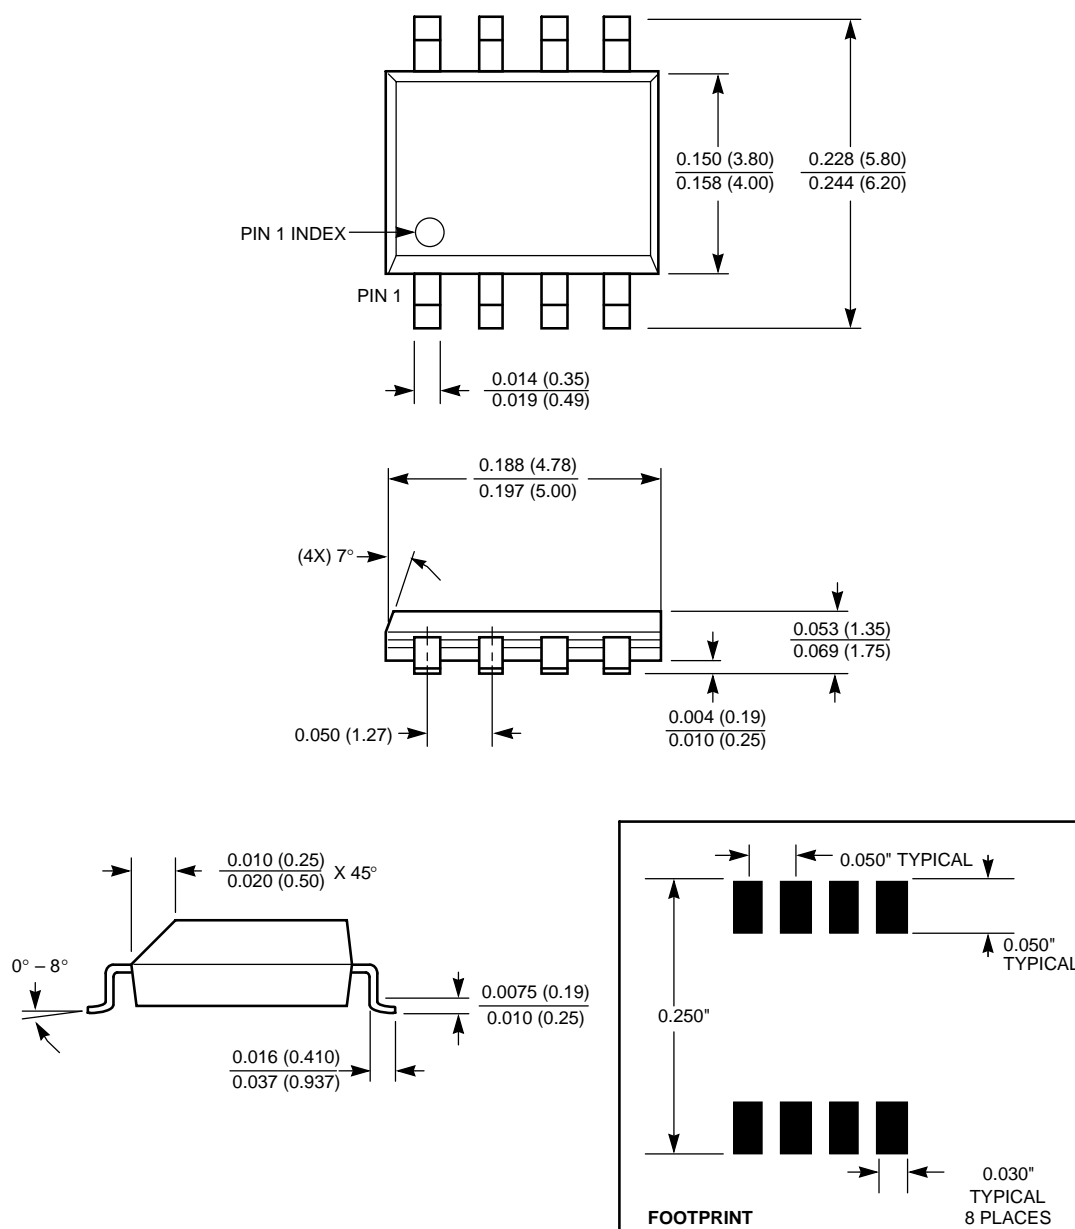 0.150 (3.80)
0.158 (4.00)
0.228 (5.80)
0.244 (6.20)
PIN 1 INDEX
PIN 1
0.014 (0.35)
0.019 (0.49)
0.188 (4.78)
0.197 (5.00)
(4X) 7°
0.053 (1.35)
0.069 (1.75)
0.004 (0.19)
0.010 (0.25)
0.050 (1.27)
0.010 (0.25)
0.020 (0.50)
X 45°
0° – 8°
0.0075 (0.19)
0.010 (0.25)
0.016 (0.410)
0.037 (0.937)
0.050" TYPICAL
0.050"
TYPICAL
0.250"
0.030"
TYPICAL
8 PLACES
FOOTPRINT